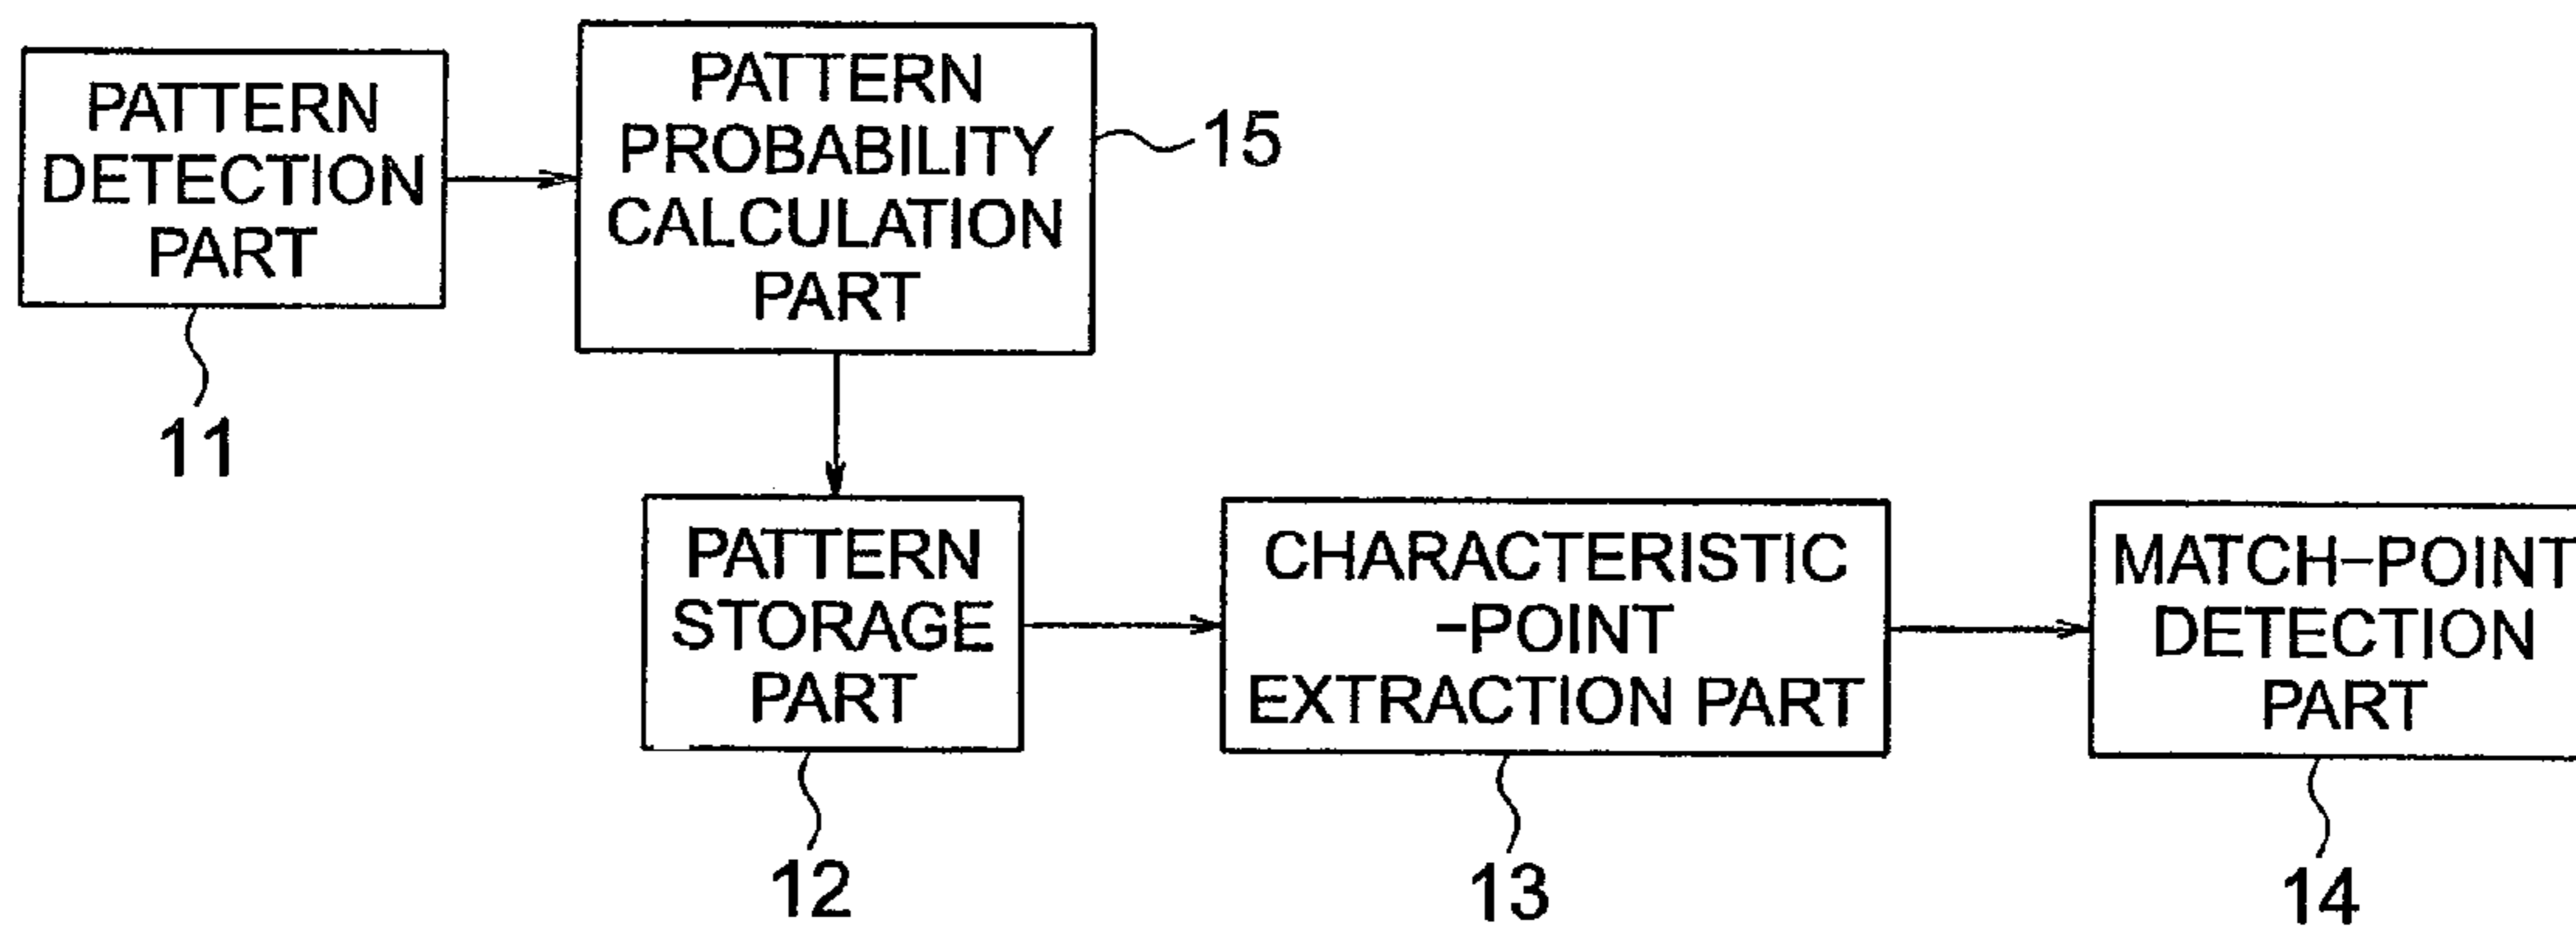 PATTERN
DETECTION
PART
11
PATTERN
PROBABILITY
CALCULATION
PART
15
PATTERN
STORAGE
PART
12
CHARACTERISTIC
-POINT
EXTRACTION PART
13
MATCH-POINT
DETECTION
PART
14